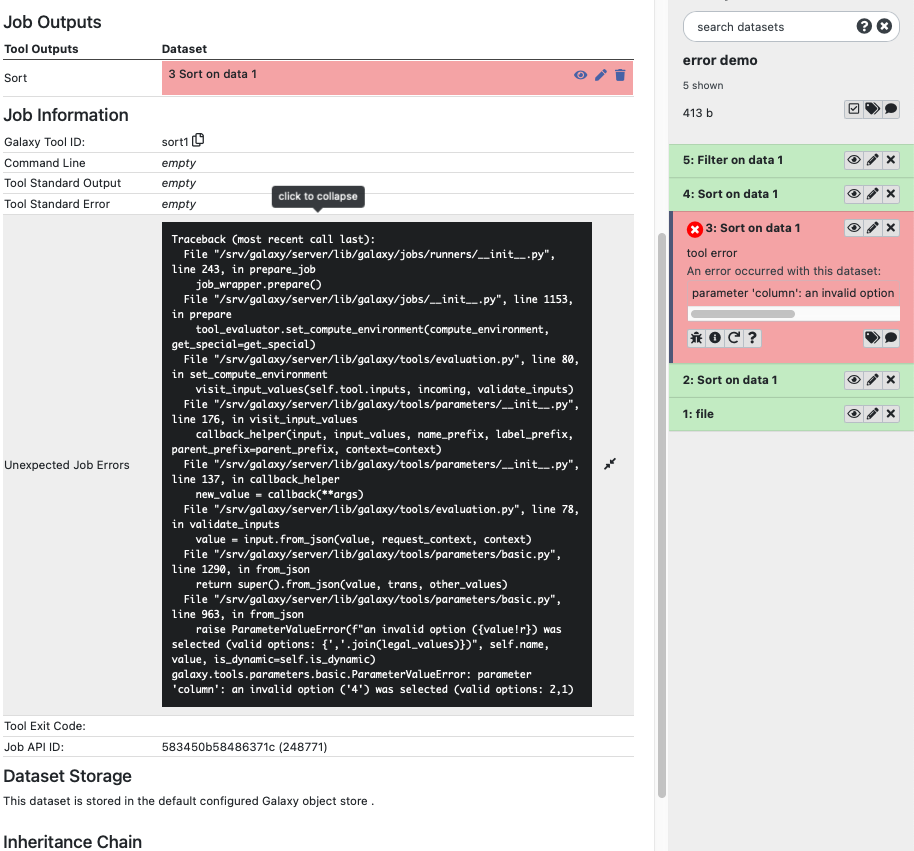 Job Outputs
Tool Outputs Dataset
Sort 3 Sort on data 1
Job Information
Galaxy Tool ID: sort1
Command Line empty
Tool Standard Output empty
Tool Standard Error empty
click to collapse
Unexpected Job Errors
Traceback (most recent call last):
File "/srv/galaxy/server/lib/galaxy/jobs/runners/__init__.py",
line 243, in prepare_job
job_wrapper.prepare()
File "/srv/galaxy/server/lib/galaxy/jobs/__init__.py", line 1153,
in prepare
tool_evaluator.set_compute_environment(compute_environment,
get_special=get_special)
File "/srv/galaxy/server/lib/galaxy/tools/evaluation.py", line 80,
in set_compute_environment
visit_input_values(self.tool.inputs, incoming, validate_inputs)
File "/srv/galaxy/server/lib/galaxy/tools/parameters/__init__.py",
line 176, in visit_input_values
callback_helper(input, input_values, name_prefix, label_prefix,
parent_prefix=parent_prefix, context=context)
File "/srv/galaxy/server/lib/galaxy/tools/parameters/__init__.py",
line 137, in callback_helper
new_value = callback(**args)
File "/srv/galaxy/server/lib/galaxy/tools/evaluation.py", line 78,
in validate_inputs
value = input.from_json(value, request_context, context)
File "/srv/galaxy/server/lib/galaxy/tools/parameters/basic.py",
line 1290, in from_json
return super().from_json(value, trans, other_values)
File "/srv/galaxy/server/lib/galaxy/tools/parameters/basic.py",
line 963, in from_json
raise ParameterValueError(f"an invalid option ({value!r}) was
selected (valid options: {','.join(legal_values)})", self.name,
value, is_dynamic=self.is_dynamic)
galaxy.tools.parameters.basic.ParameterValueError: parameter
'column': an invalid option ('4') was selected (valid options: 2,1)
Tool Exit Code:
Job API ID: 583450b58486371c (248771)
Dataset Storage
This dataset is stored in the default configured Galaxy object store .
Inheritance Chain
search datasets
error demo
5 shown
413 b
5: Filter on data 1
4: Sort on data 1
3: Sort on data 1
tool error
An error occurred with this dataset:
parameter 'column': an invalid option
2: Sort on data 1
1: file